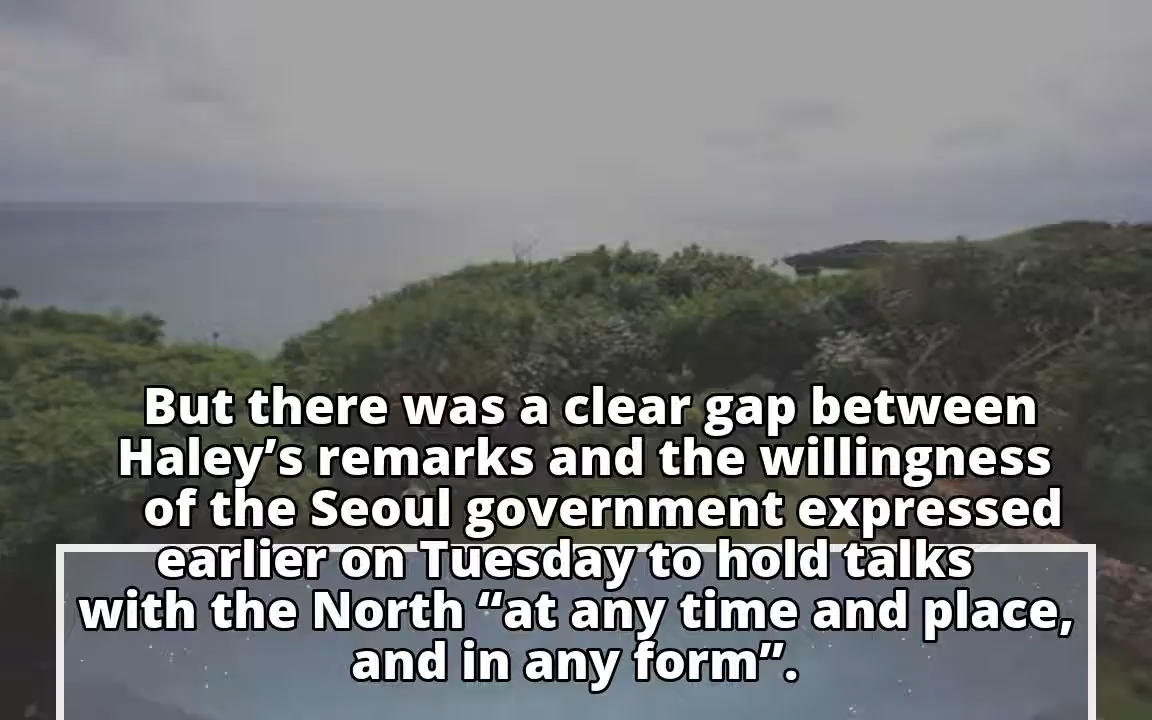 But there was a clear gap between
Haley’s remarks and the willingness
of the Seoul government expressed
earlier on Tuesday to hold talks
with the North “at any time and place,
and in any form”.